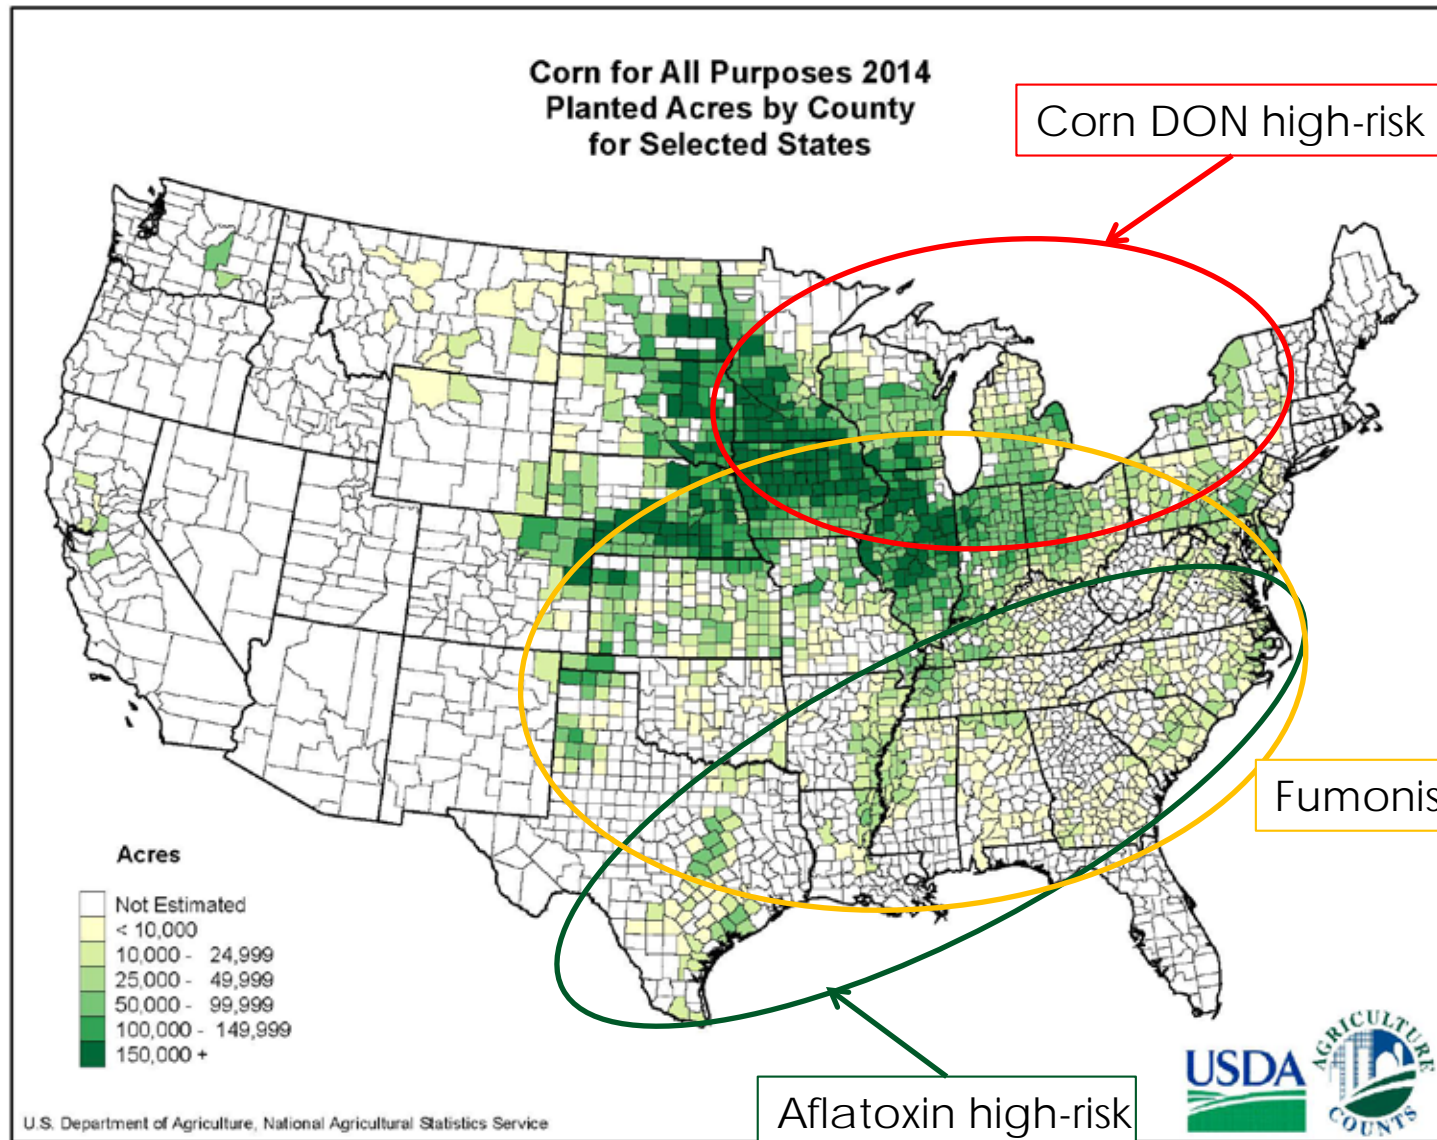 Corn for All Purposes 2014
Planted Acres by County
for Selected States
Corn DON high-risk
Fumonis
Acres
Not Estimated
< 10,000
10,000 - 24,999
25,000 - 49,999
50,000 - 99,999
100,000 - 149,999
150,000 +
Aflatoxin high-risk
USDA
AGRICULTURE
COUNTS
U.S. Department of Agriculture, National Agricultural Statistics Service